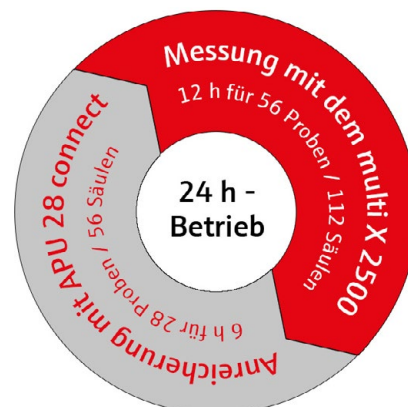 Messung mit dem multi X 2500
12 h für 56 Proben / 112 Säulen
24 h -
Betrieb
Anreicherung mit APU 28 connect
6 h für 28 Proben / 56 Säulen